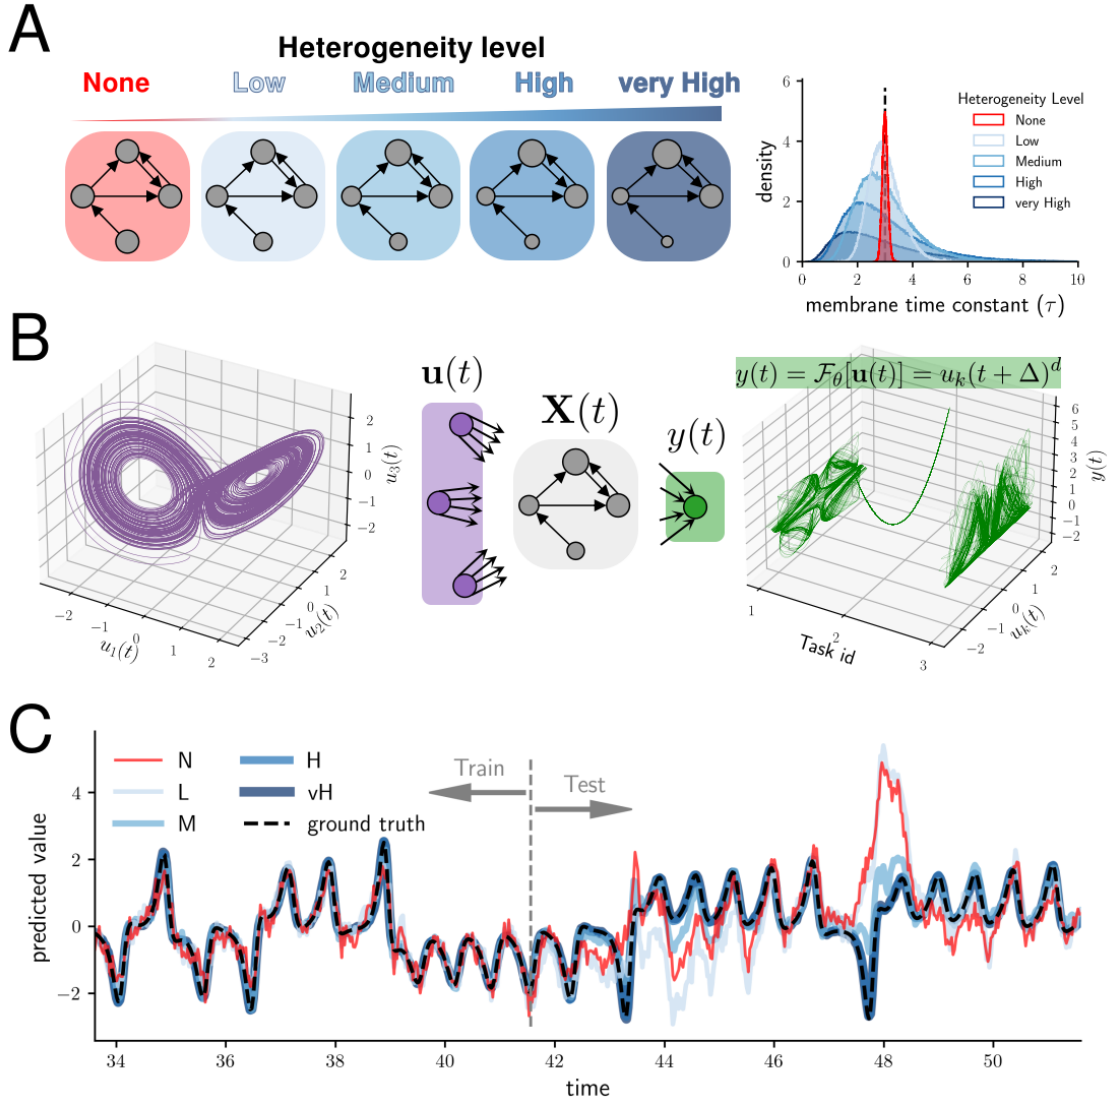 A
Heterogeneity level
None
Low
Medium
High
very High
6
4
2
0
density
0
2
4
6
8
10
membrane time constant (τ)
Heterogeneity Level
None
Low
Medium
High
very High
B
2
1
0
−1
−2
u₃(t)
−2
−1
0
1
2
u₁(t)
−3
−2
−1
0
1
2
u₂(t)
u(t)
X(t)
y(t)
y(t) = ℱ_θ[u(t)] = u_k(t + Δ)^d
6
5
4
3
2
1
0
−1
−2
y(t)
1
2
3
Task id
−2
−1
0
1
2
u_k(t)
C
N
L
M
H
vH
ground truth
Train
Test
4
2
0
−2
predicted value
34
36
38
40
42
44
46
48
50
time